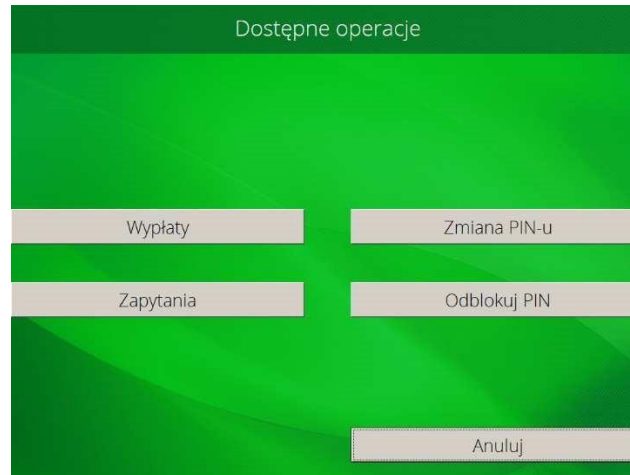 Dostępne operacje
Wypłaty
Zmiana PIN-u
Zapytania
Odblokuj PIN
Anuluj